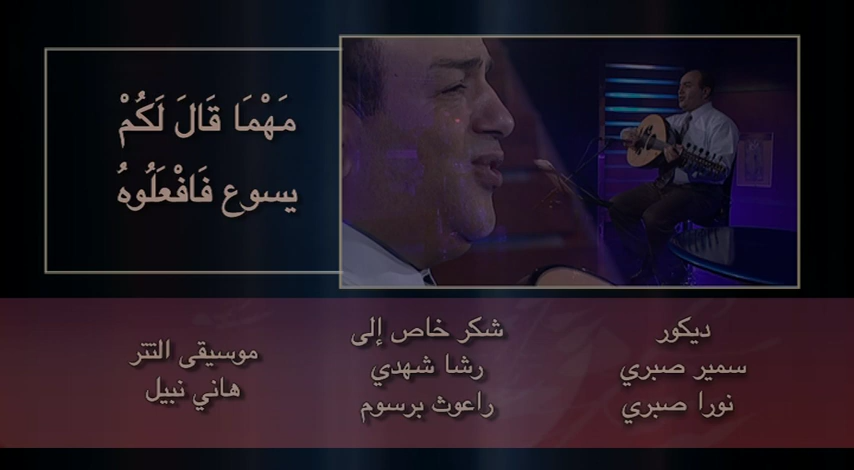 مَهْمَا قَالَ لَكُمْ
يسوع فَافْعَلُوهُ
ديكور
سمير صبري
نورا صبري
شكر خاص إلى
رشا شهدي
راعوث برسوم
موسيقى التتر
هاني نبيل